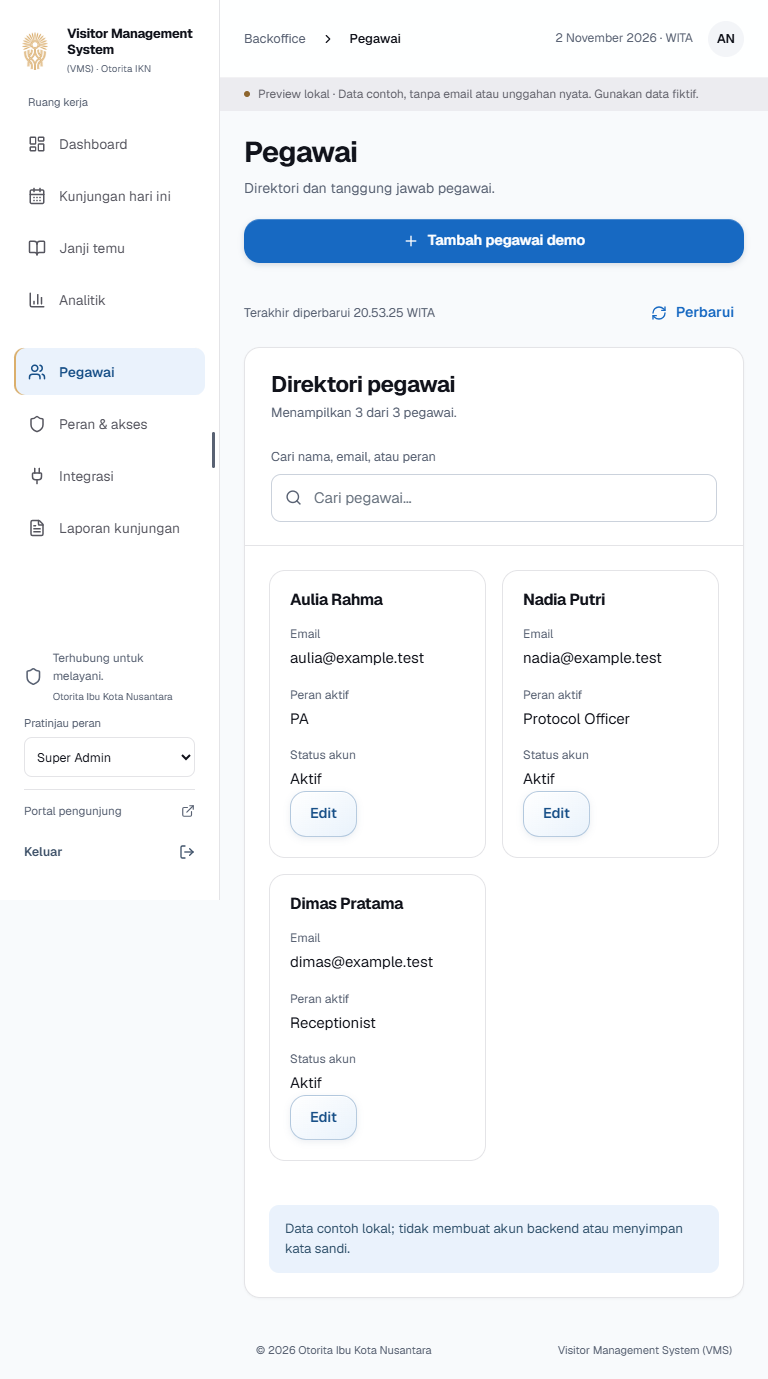 Visitor Management
System
(VMS) · Otorita IKN
Ruang kerja
Dashboard
Kunjungan hari ini
Janji temu
Analitik
Pegawai
Peran & akses
Integrasi
Laporan kunjungan
Terhubung untuk
melayani.
Otorita Ibu Kota Nusantara
Pratinjau peran
Super Admin
Portal pengunjung
Keluar
Backoffice
Pegawai
2 November 2026 · WITA
AN
Preview lokal · Data contoh, tanpa email atau unggahan nyata. Gunakan data fiktif.
Pegawai
Direktori dan tanggung jawab pegawai.
Tambah pegawai demo
Terakhir diperbarui 20.53.25 WITA
Perbarui
Direktori pegawai
Menampilkan 3 dari 3 pegawai.
Cari nama, email, atau peran
Cari pegawai...
Aulia Rahma
Email
aulia@example.test
Peran aktif
PA
Status akun
Aktif
Edit
Nadia Putri
Email
nadia@example.test
Peran aktif
Protocol Officer
Status akun
Aktif
Edit
Dimas Pratama
Email
dimas@example.test
Peran aktif
Receptionist
Status akun
Aktif
Edit
Data contoh lokal; tidak membuat akun backend atau menyimpan
kata sandi.
© 2026 Otorita Ibu Kota Nusantara
Visitor Management System (VMS)